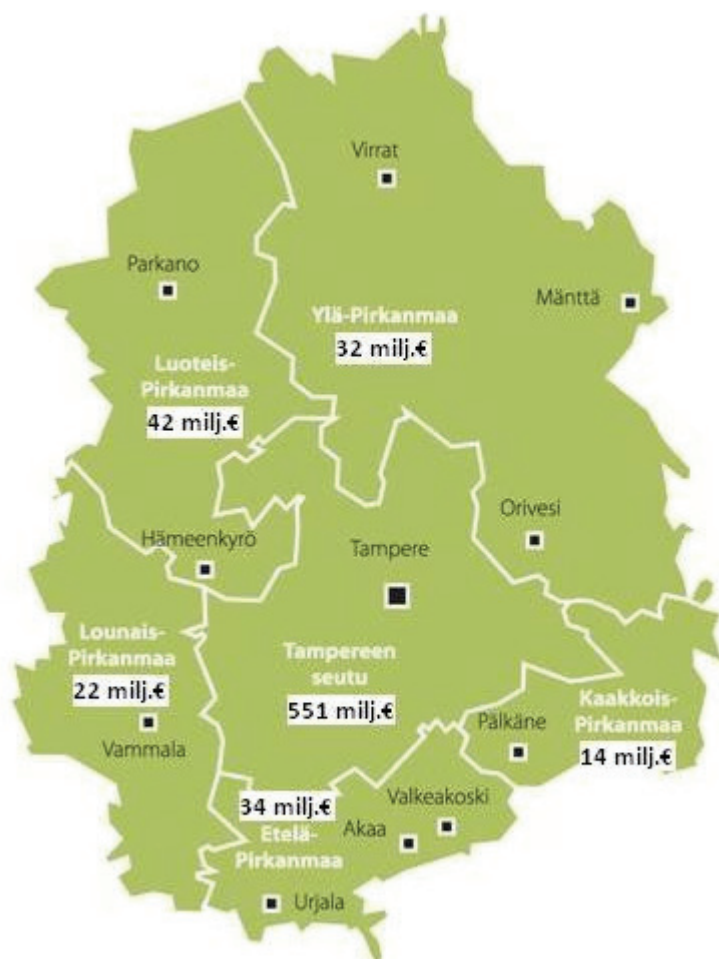 Virrat
Parkano
Mänttä
Ylä-Pirkanmaa
32 milj.€
Luoteis-
Pirkanmaa
42 milj.€
Orivesi
Hämeenkyrö
Tampere
Lounais-
Pirkanmaa
22 milj.€
Vammala
Tampereen
seutu
551 milj.€
Kaakkois-
Pirkanmaa
14 milj.€
Pälkäne
34 milj.€
Etelä-
Pirkanmaa
Valkeakoski
Akaa
Urjala